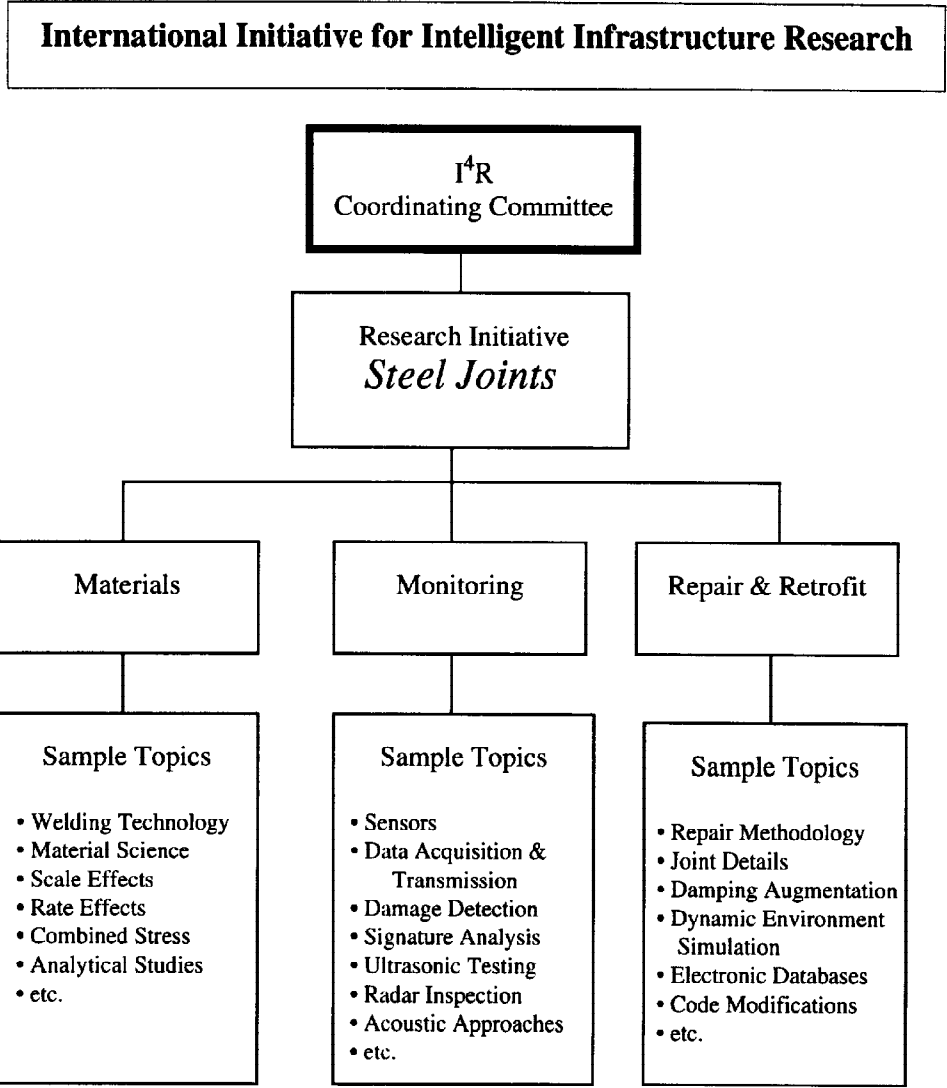 International Initiative for Intelligent Infrastructure Research
I⁴R
Coordinating Committee
Research Initiative
Steel Joints
Materials
Monitoring
Repair & Retrofit
Sample Topics
• Welding Technology
• Material Science
• Scale Effects
• Rate Effects
• Combined Stress
• Analytical Studies
• etc.
Sample Topics
• Sensors
• Data Acquisition &
Transmission
• Damage Detection
• Signature Analysis
• Ultrasonic Testing
• Radar Inspection
• Acoustic Approaches
• etc.
Sample Topics
• Repair Methodology
• Joint Details
• Damping Augmentation
• Dynamic Environment
Simulation
• Electronic Databases
• Code Modifications
• etc.